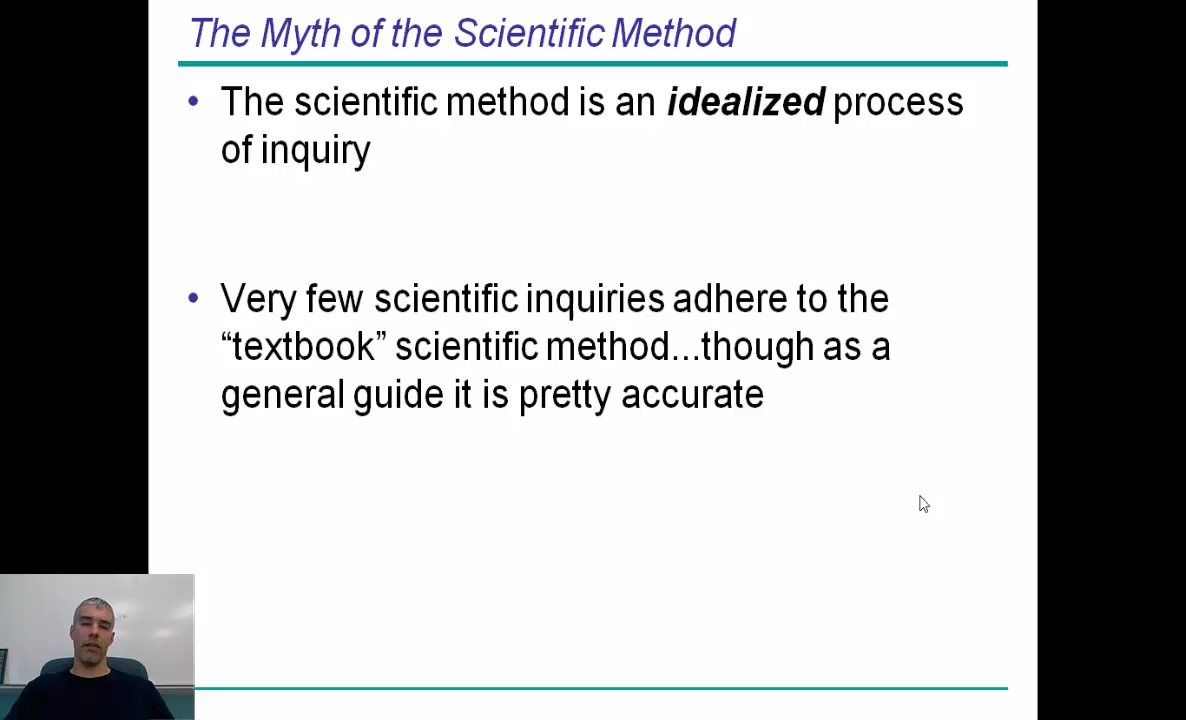 The Myth of the Scientific Method
• The scientific method is an idealized process
of inquiry
• Very few scientific inquiries adhere to the
“textbook” scientific method...though as a
general guide it is pretty accurate